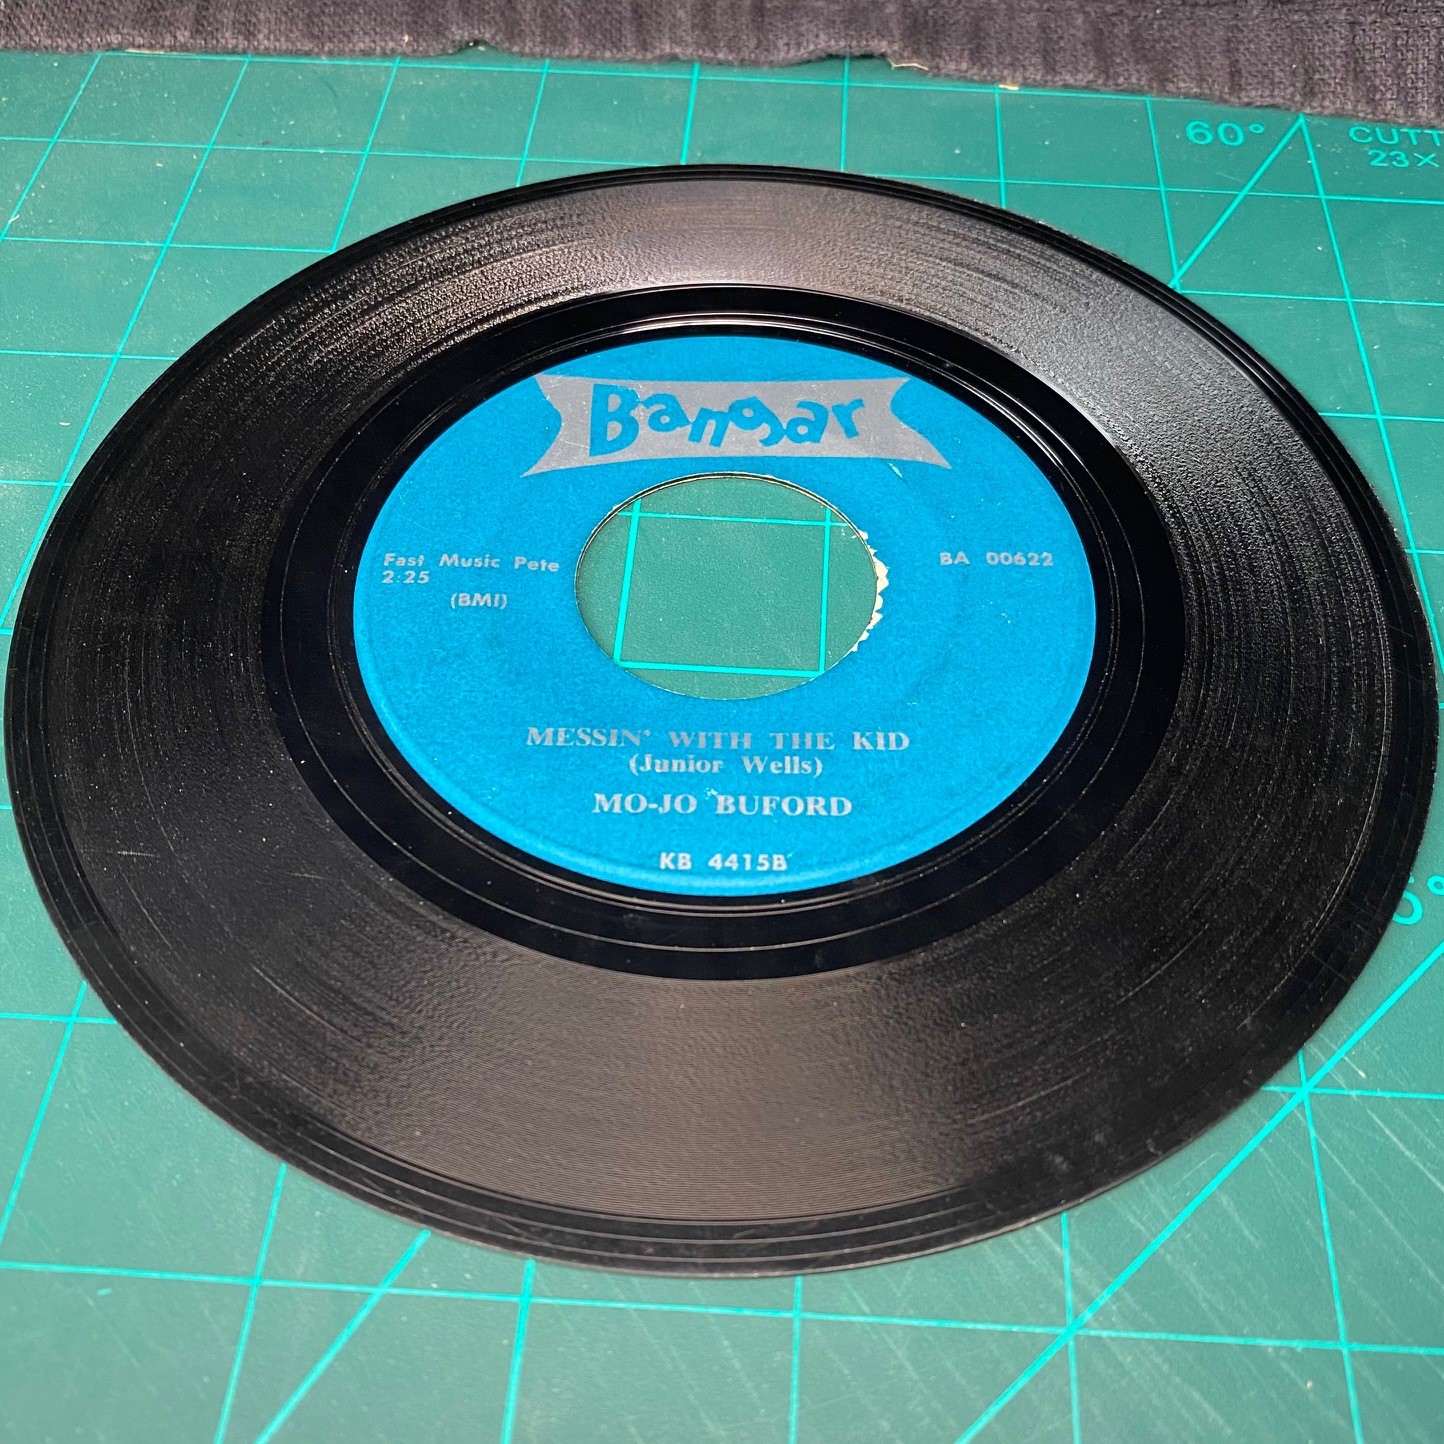 60°
CUTT
23X
Bangar
Fast Music Pete
2:25
(BMI)
BA 00622
MESSIN' WITH THE KID
(Junior Wells)
MO-JO BUFORD
KB 4415B